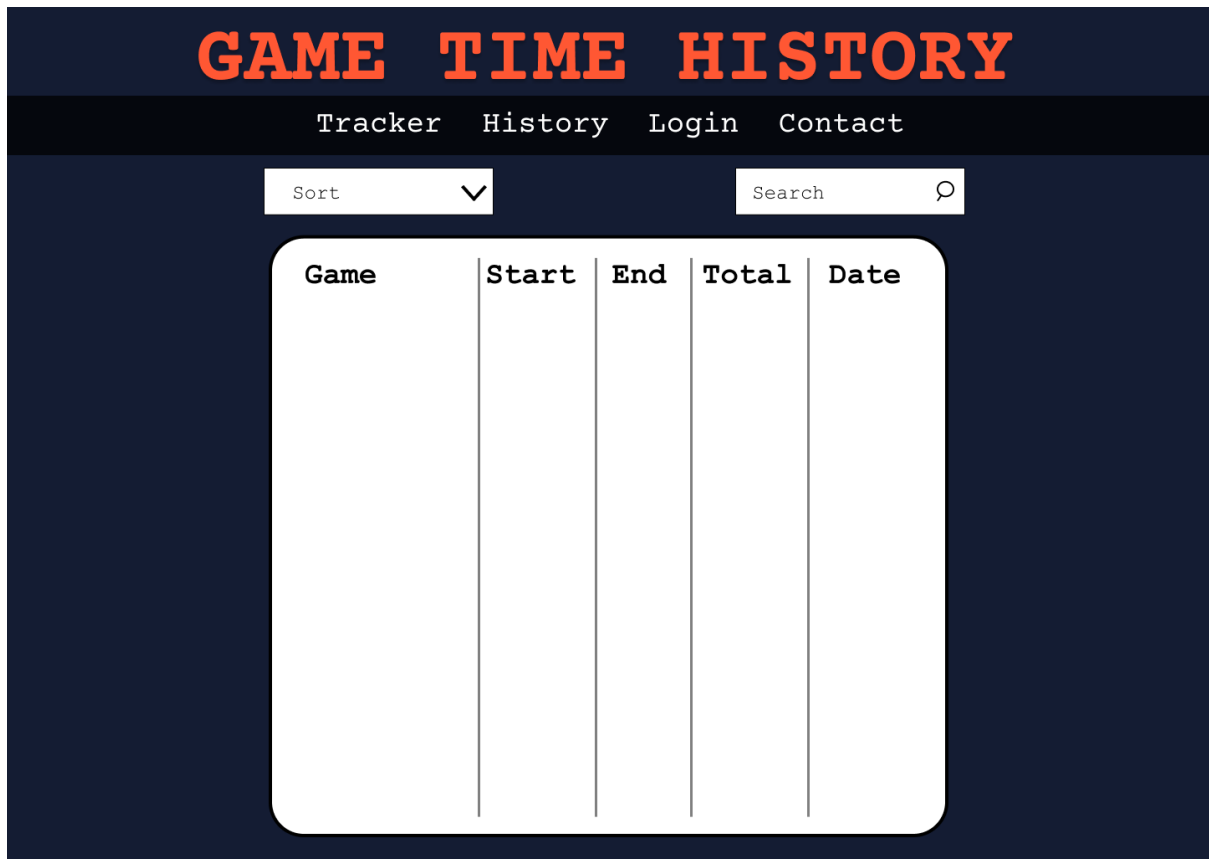 GAME TIME HISTORY
Tracker History Login Contact
Sort Search
Game Start End Total Date